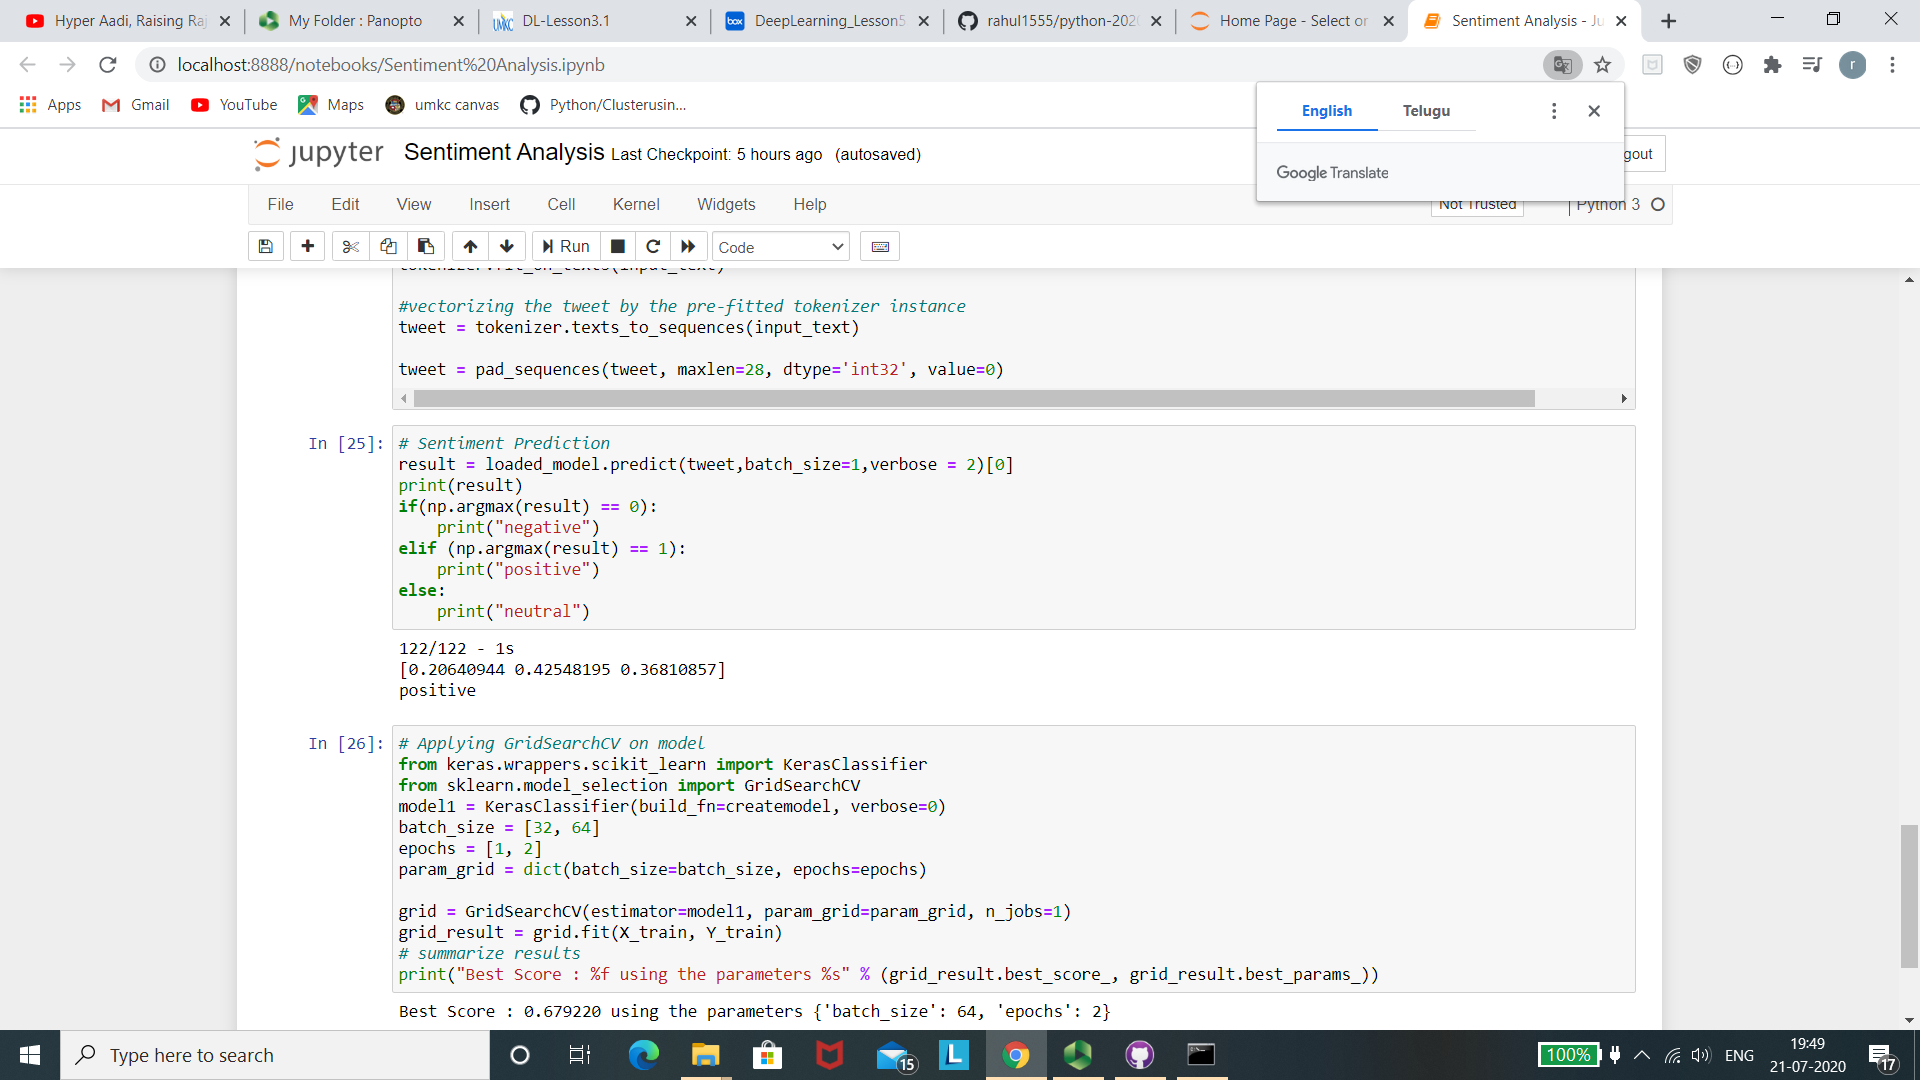 Hyper Aadi, Raising Raj
My Folder : Panopto
DL-Lesson3.1
DeepLearning_Lesson5
rahul1555/python-2020
Home Page - Select or
Sentiment Analysis - Ju
localhost:8888/notebooks/Sentiment%20Analysis.ipynb
Apps
Gmail
YouTube
Maps
umkc canvas
Python/Clusterusin...
English
Telugu
Google Translate
jupyter
Sentiment Analysis Last Checkpoint: 5 hours ago (autosaved)
gout
File Edit View Insert Cell Kernel Widgets Help
Not Trusted
Python 3
Run
Code
tokenizer.fit_on_texts(input_text)
#vectorizing the tweet by the pre-fitted tokenizer instance
tweet = tokenizer.texts_to_sequences(input_text)
tweet = pad_sequences(tweet, maxlen=28, dtype='int32', value=0)
In [25]:
# Sentiment Prediction
result = loaded_model.predict(tweet,batch_size=1,verbose = 2)[0]
print(result)
if(np.argmax(result) == 0):
    print("negative")
elif (np.argmax(result) == 1):
    print("positive")
else:
    print("neutral")
122/122 - 1s
[0.20640944 0.42548195 0.36810857]
positive
In [26]:
# Applying GridSearchCV on model
from keras.wrappers.scikit_learn import KerasClassifier
from sklearn.model_selection import GridSearchCV
model1 = KerasClassifier(build_fn=createmodel, verbose=0)
batch_size = [32, 64]
epochs = [1, 2]
param_grid = dict(batch_size=batch_size, epochs=epochs)
grid = GridSearchCV(estimator=model1, param_grid=param_grid, n_jobs=1)
grid_result = grid.fit(X_train, Y_train)
# summarize results
print("Best Score : %f using the parameters %s" % (grid_result.best_score_, grid_result.best_params_))
Best Score : 0.679220 using the parameters {'batch_size': 64, 'epochs': 2}
Type here to search
15
100%
ENG
19:49
21-07-2020
17